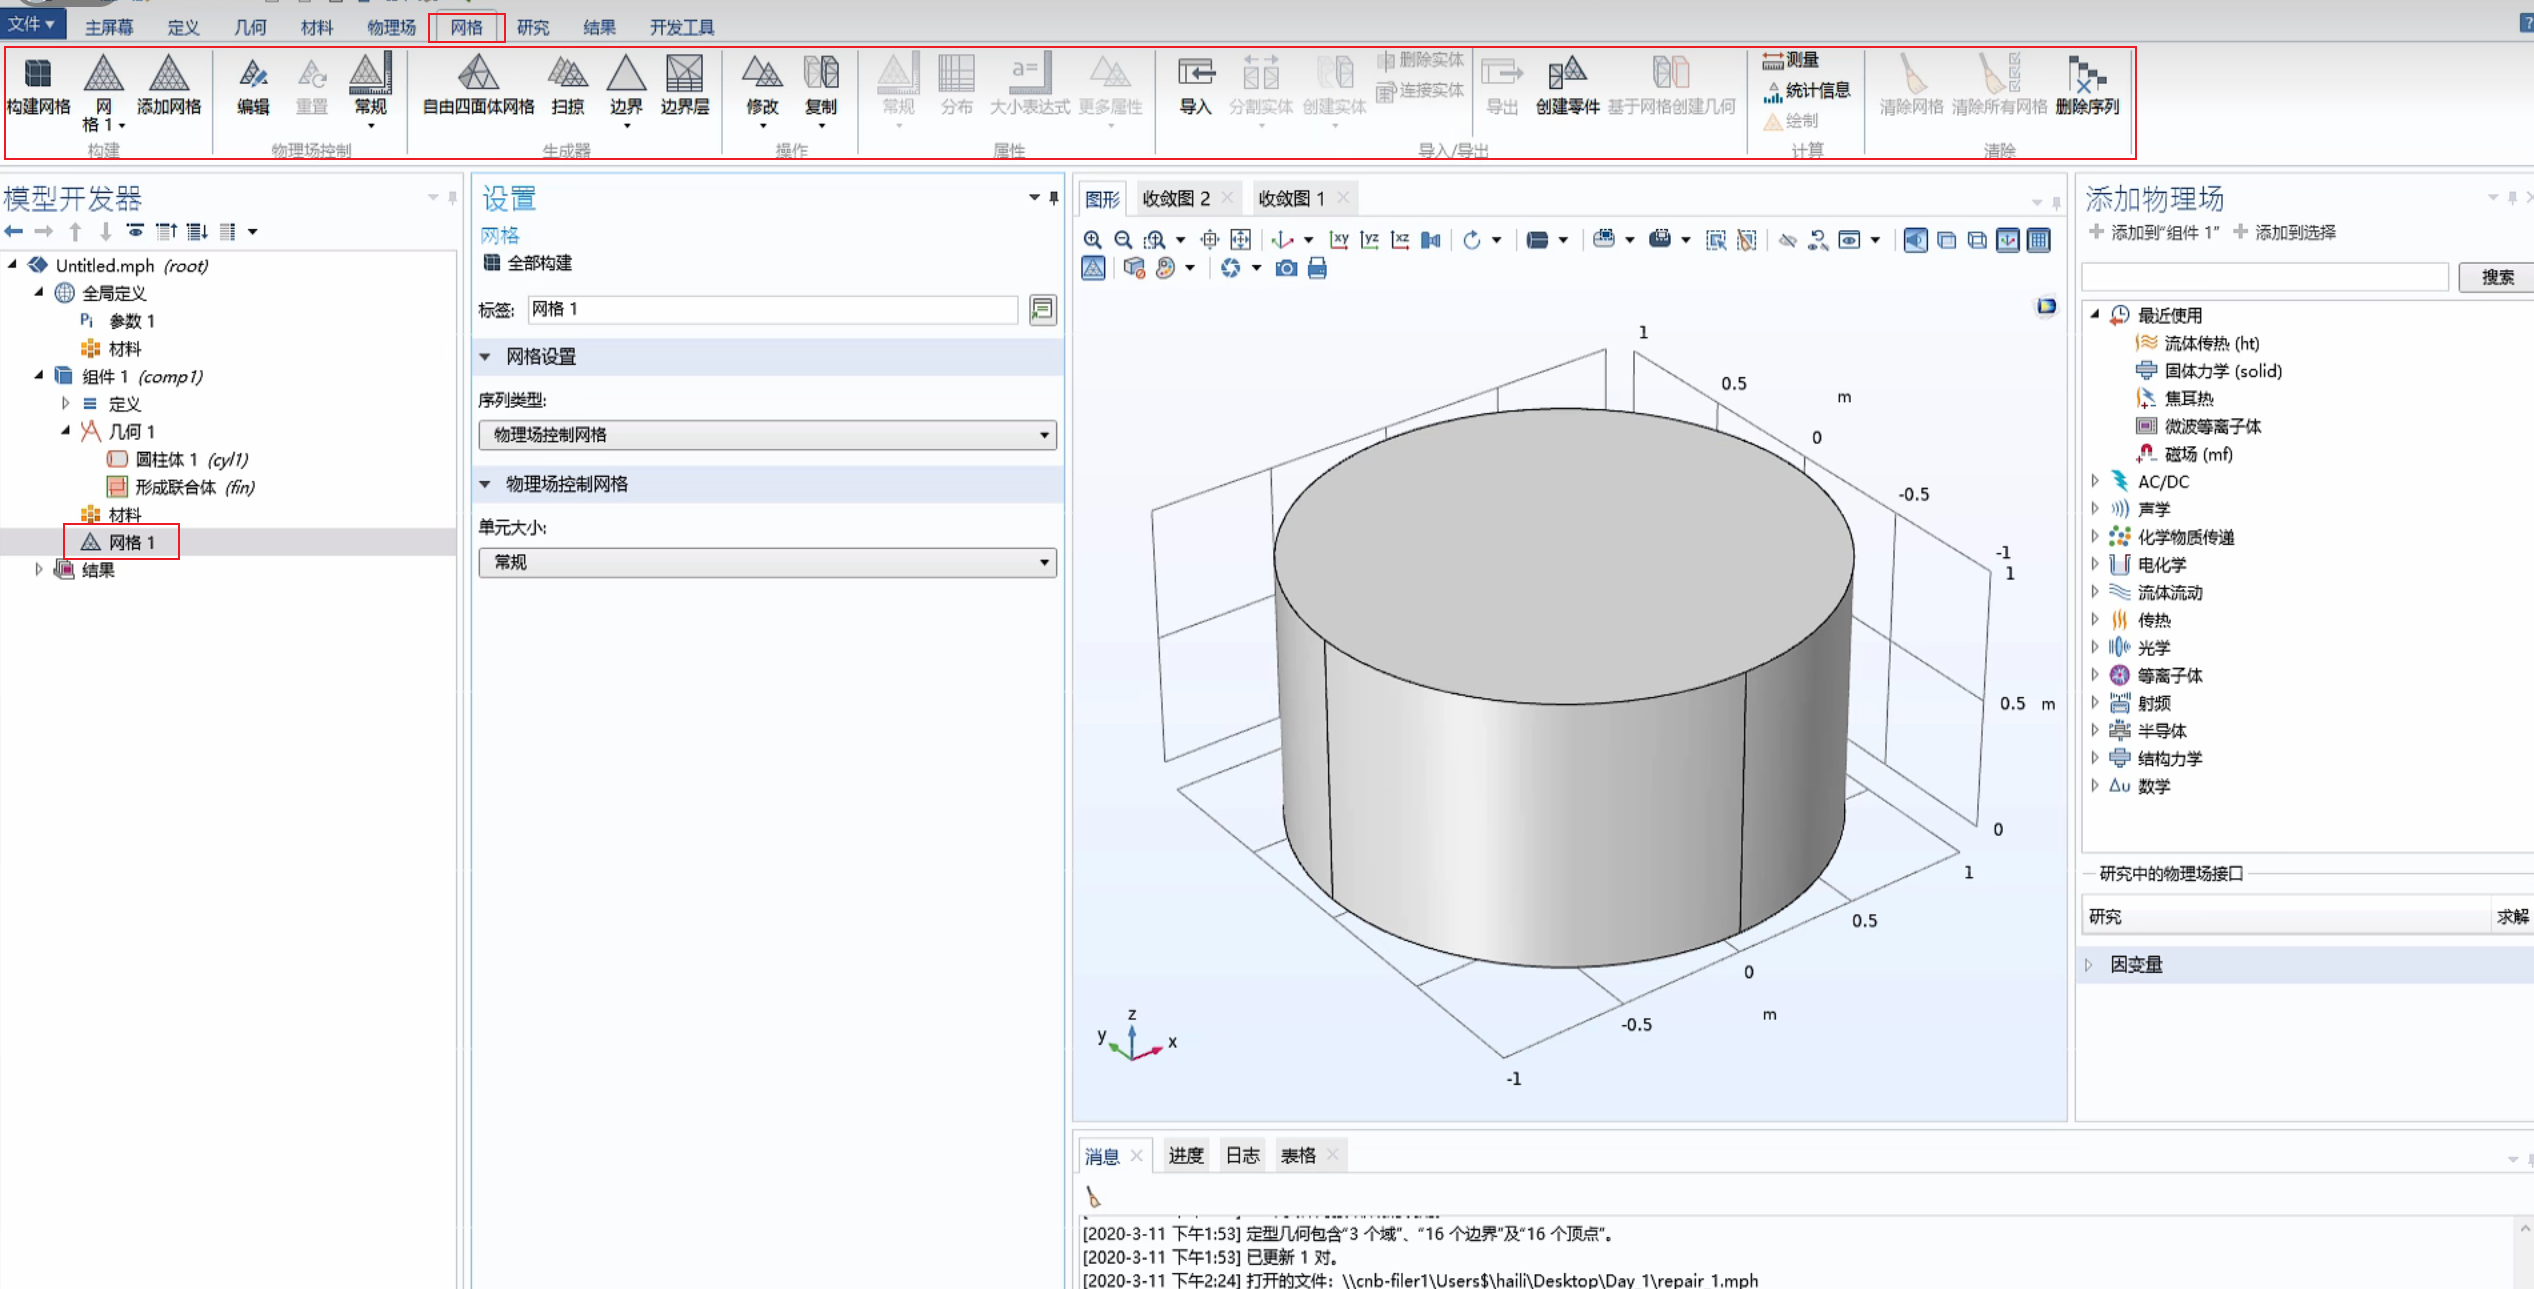 文件 主屏幕 定义 几何 材料 物理场 网格 研究 结果 开发工具
构建网格 网格 1 添加网格 编辑 重置 常规 自由四面体网格 扫掠 边界 边界层 修改 复制 常规 分布 大小表达式 更多属性 导入 分割实体 创建实体 删除实体 连接实体 导出 创建零件 基于网格创建几何 测量 统计信息 绘制 清除网格 清除所有网格 删除序列
构建 物理场控制 生成器 操作 属性 导入/导出 计算 清除
模型开发器
Untitled.mph (root)
全局定义
Pi 参数 1
材料
组件 1 (comp1)
定义
几何 1
圆柱体 1 (cyl1)
形成联合体 (fin)
材料
网格 1
结果
设置
网格
全部构建
标签: 网格 1
网格设置
序列类型:
物理场控制网格
物理场控制网格
单元大小:
常规
图形 收敛图 2 收敛图 1
xy yz xz
1
0.5
m
0
-0.5
-1
1
0.5 m
0
1
0.5
0
m
-0.5
-1
z
y
x
消息 进度 日志 表格
[2020-3-11 下午1:53] 定型几何包含“3 个域”、“16 个边界”及“16 个顶点”。
[2020-3-11 下午1:53] 已更新 1 对。
[2020-3-11 下午2:24] 打开的文件: \\cnb-filer1\Users$\haili\Desktop\Day_1\repair_1.mph
添加物理场
添加到“组件 1” 添加到选择
搜索
最近使用
流体传热 (ht)
固体力学 (solid)
焦耳热
微波等离子体
磁场 (mf)
AC/DC
声学
化学物质传递
电化学
流体流动
传热
光学
等离子体
射频
半导体
结构力学
Δu 数学
研究中的物理场接口
研究 求解
因变量